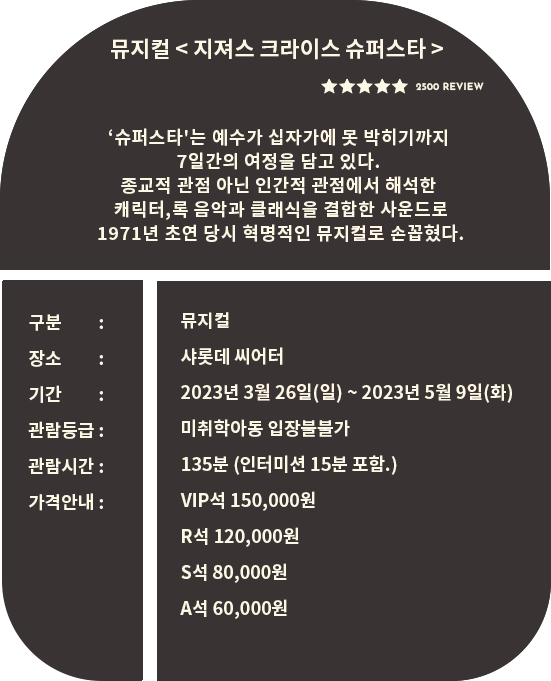 뮤지컬 < 지져스 크라이스 슈퍼스타 >
★★★★★ 2500 REVIEW
‘슈퍼스타'는 예수가 십자가에 못 박히기까지
7일간의 여정을 담고 있다.
종교적 관점 아닌 인간적 관점에서 해석한
캐릭터,록 음악과 클래식을 결합한 사운드로
1971년 초연 당시 혁명적인 뮤지컬로 손꼽혔다.
구분 : 뮤지컬
장소 : 샤롯데 씨어터
기간 : 2023년 3월 26일(일) ~ 2023년 5월 9일(화)
관람등급 : 미취학아동 입장블블가
관람시간 : 135분 (인터미션 15분 포함.)
가격안내 : VIP석 150,000원
R석 120,000원
S석 80,000원
A석 60,000원